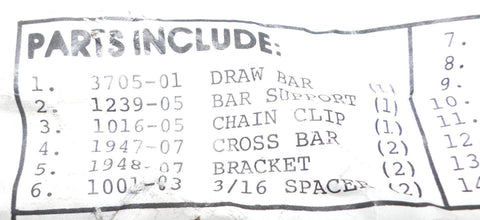 PARTS INCLUDE:
1. 3705-01 DRAW BAR (1)
2. 1239-05 BAR SUPPORT (1)
3. 1016-05 CHAIN CLIP (1)
4. 1947-07 CROSS BAR (2)
5. 1948-07 BRACKET (2)
6. 1001-03 3/16 SPACER (2)
7.
8.
9.
10.
11.
12
13
14